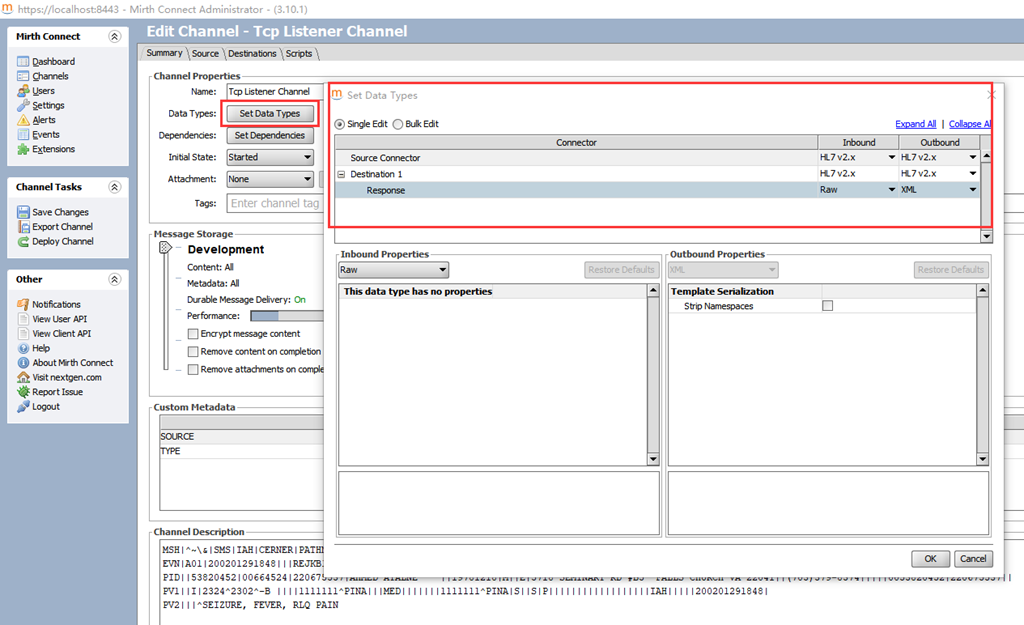 https://localhost:8443 - Mirth Connect Administrator - (3.10.1)
Mirth Connect
Dashboard
Channels
Users
Settings
Alerts
Events
Extensions
Channel Tasks
Save Changes
Export Channel
Deploy Channel
Other
Notifications
View User API
View Client API
Help
About Mirth Connect
Visit nextgen.com
Report Issue
Logout
Edit Channel - Tcp Listener Channel
Summary Source Destinations Scripts
Channel Properties
Name: Tcp Listener Channel
Data Types: Set Data Types
Dependencies: Set Dependencies
Initial State: Started
Attachment: None
Tags: Enter channel tag
Message Storage
Development
Content: All
Metadata: All
Durable Message Delivery: On
Performance:
Encrypt message content
Remove content on completion
Remove attachments on comple
Custom Metadata
SOURCE
TYPE
Channel Description
MSH|^~\&|SMS|IAH|CERNER|PATHN
EVN|A01|200201291848|||REJKB
PID||53820452|00664524|220675
PV1||I|2324^2302^-B ||||1111111^PINA|||MED|||||||1111111^PINA|S||S|P||||||||||||||||||IAH|||||200201291848|
PV2|||^SEIZURE, FEVER, RLQ PAIN
Set Data Types
Single Edit Bulk Edit
Expand All | Collapse Al
Connector Inbound Outbound
Source Connector HL7 v2.x HL7 v2.x
Destination 1 HL7 v2.x HL7 v2.x
Response Raw XML
Inbound Properties
Raw Restore Defaults
This data type has no properties
Outbound Properties
XML Restore Defaults
Template Serialization
Strip Namespaces
OK Cancel